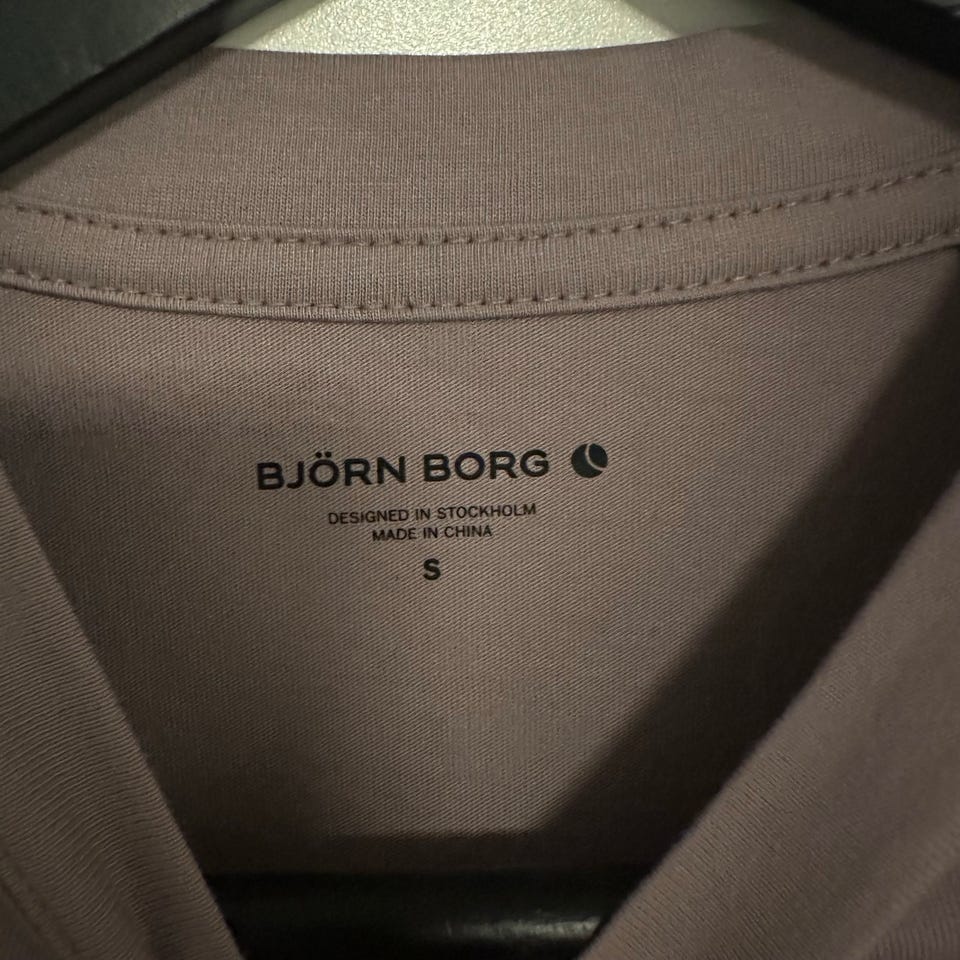 BJÖRN BORG
DESIGNED IN STOCKHOLM
MADE IN CHINA
S